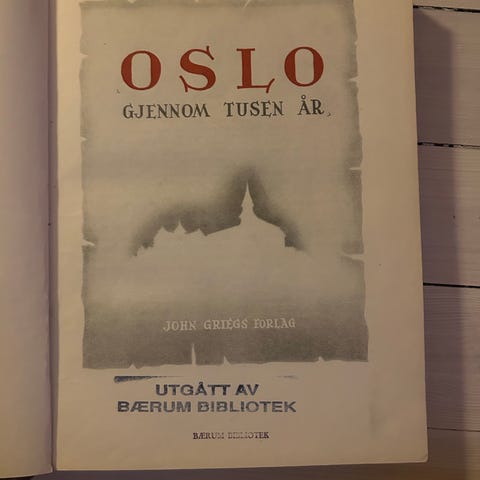 OSLO
GJENNOM TUSEN ÅR
JOHN GRIEGS FORLAG
UTGÅTT AV
BÆRUM BIBLIOTEK
BÆRUM BIBLIOTEK